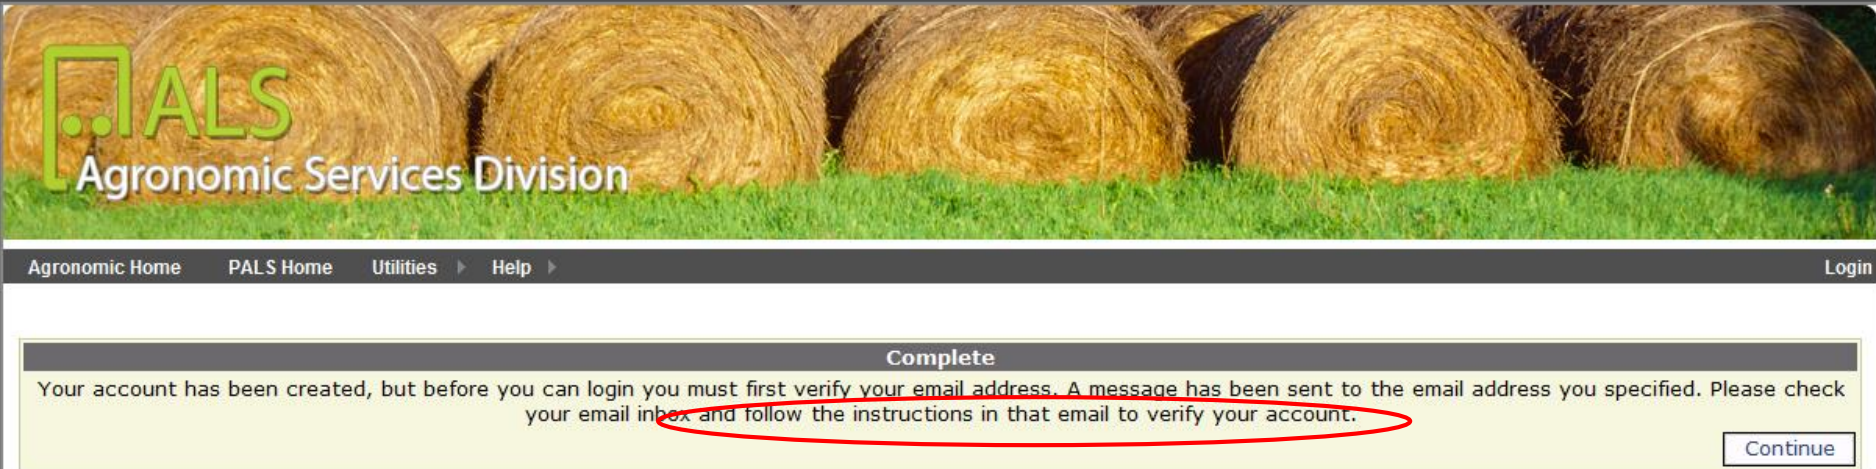 ALS
Agronomic Services Division
Agronomic Home PALS Home Utilities Help Login
Complete
Your account has been created, but before you can login you must first verify your email address. A message has been sent to the email address you specified. Please check
your email inbox and follow the instructions in that email to verify your account.
Continue